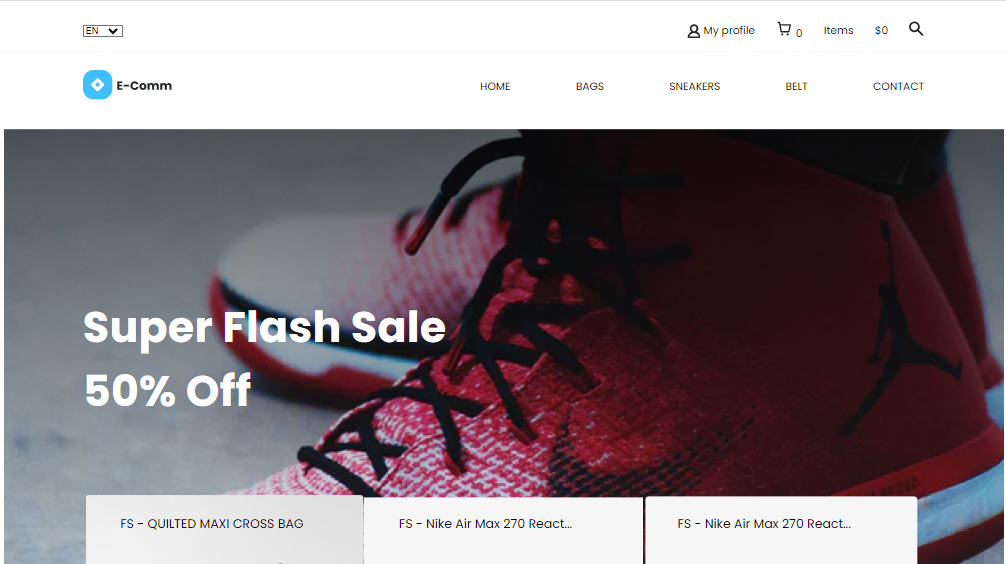 EN
My profile
0
Items
$0
E-Comm
HOME
BAGS
SNEAKERS
BELT
CONTACT
Super Flash Sale
50% Off
FS - QUILTED MAXI CROSS BAG
FS - Nike Air Max 270 React...
FS - Nike Air Max 270 React...